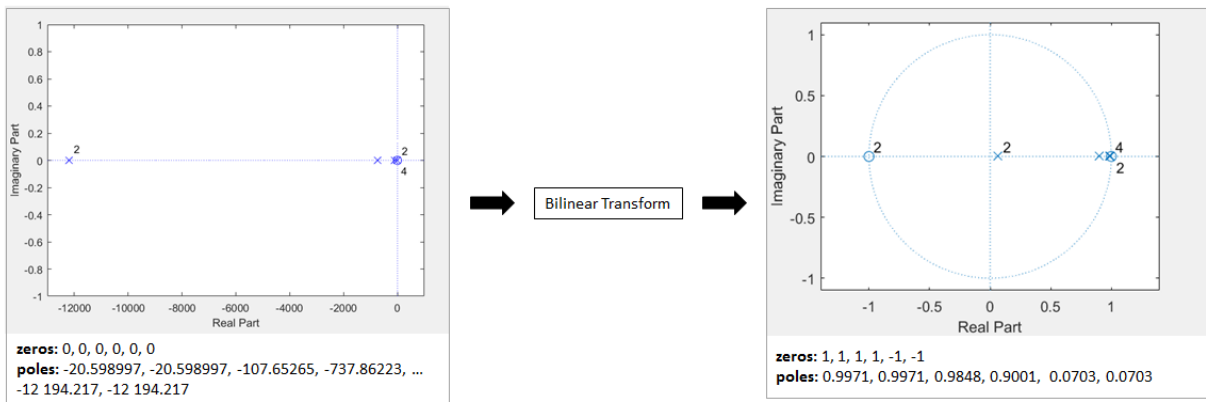 1
0.8
0.6
0.4
0.2
0
-0.2
-0.4
-0.6
-0.8
-1
Imaginary Part
2
2
4
-12000 -10000 -8000 -6000 -4000 -2000 0
Real Part
zeros: 0, 0, 0, 0, 0, 0
poles: -20.598997, -20.598997, -107.65265, -737.86223, ...
-12 194.217, -12 194.217
Bilinear Transform
1
0.5
0
-0.5
-1
Imaginary Part
2
2
4
2
-1 -0.5 0 0.5 1
Real Part
zeros: 1, 1, 1, 1, -1, -1
poles: 0.9971, 0.9971, 0.9848, 0.9001, 0.0703, 0.0703